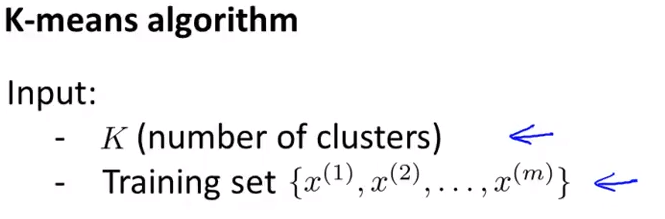 K-means algorithm
Input:
- K (number of clusters)
- Training set {x⁽¹⁾, x⁽²⁾, . . . , x⁽ᵐ⁾}